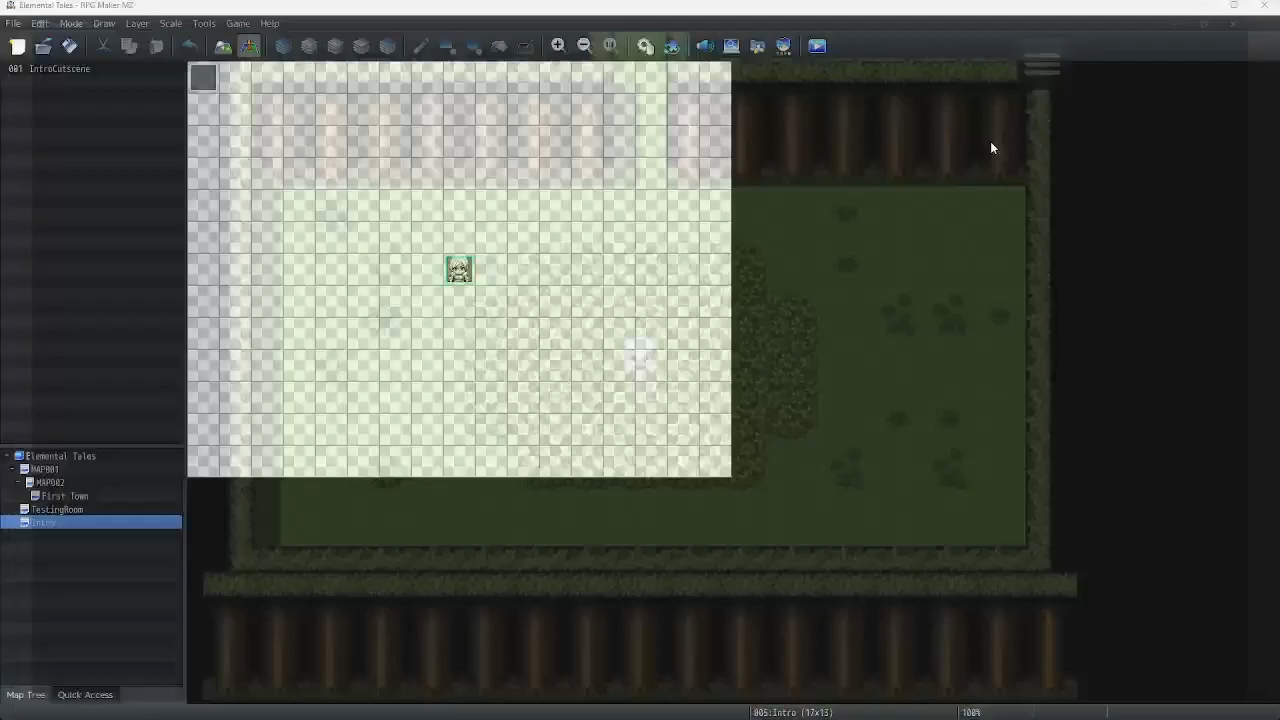 Elemental Tales - RPG Maker MZ
File Edit Mode Draw Layer Scale Tools Game Help
001 IntroCutscene
Elemental Tales
MAP001
MAP002
First Town
TestingRoom
Intro
Map Tree Quick Access
005:Intro (17x13) 100%